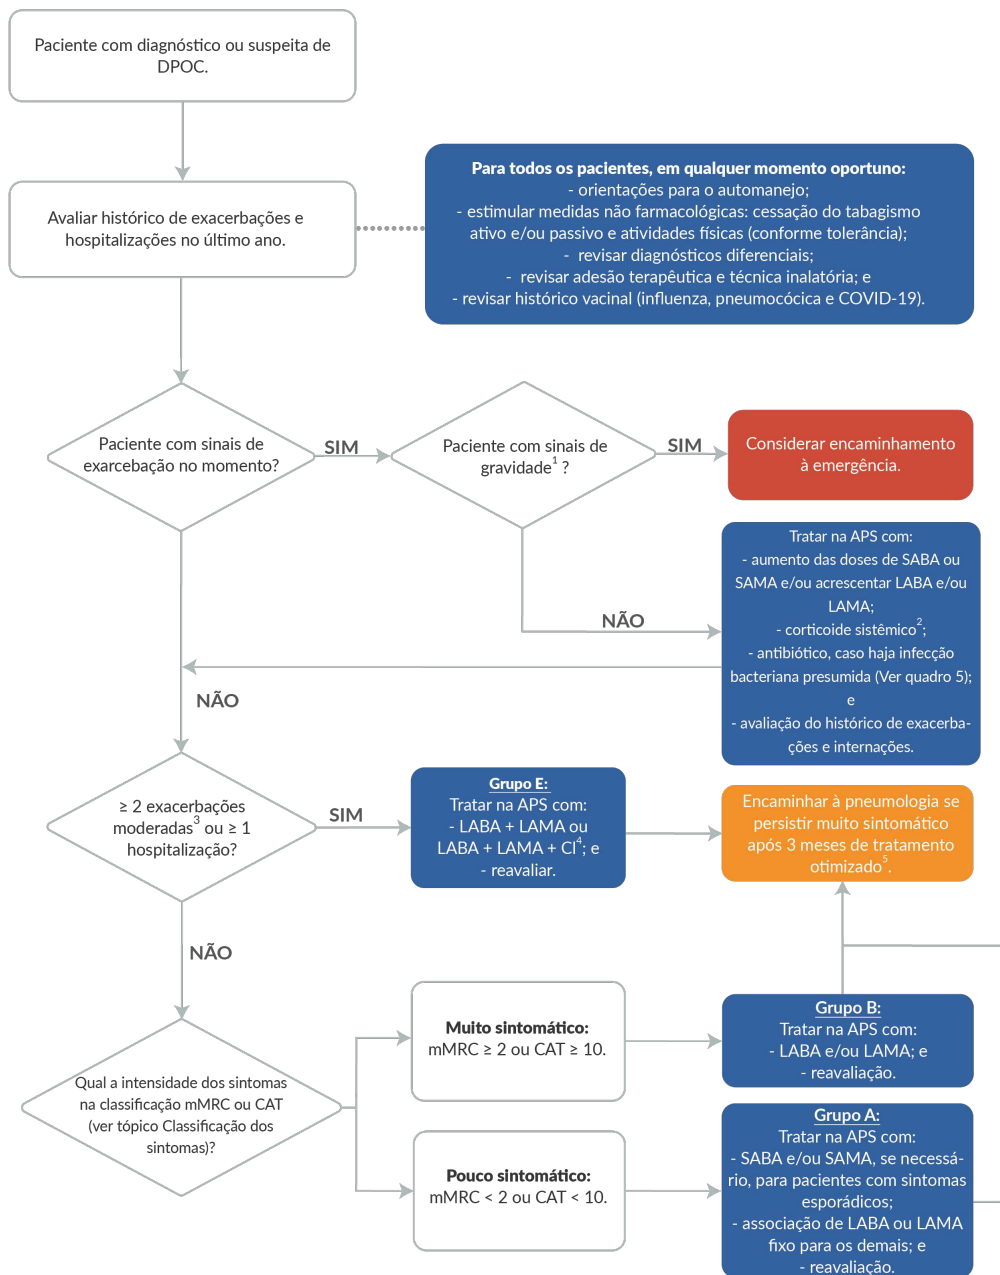 Paciente com diagnóstico ou suspeita de
DPOC.
Avaliar histórico de exacerbações e
hospitalizações no último ano.
Para todos os pacientes, em qualquer momento oportuno:
- orientações para o automanejo;
- estimular medidas não farmacológicas: cessação do tabagismo
ativo e/ou passivo e atividades físicas (conforme tolerância);
- revisar diagnósticos diferenciais;
- revisar adesão terapêutica e técnica inalatória; e
- revisar histórico vacinal (influenza, pneumocócica e COVID-19).
Paciente com sinais de
exarcebação no momento?
SIM
Paciente com sinais de
gravidade¹ ?
SIM
Considerar encaminhamento
à emergência.
NÃO
Tratar na APS com:
- aumento das doses de SABA ou
SAMA e/ou acrescentar LABA e/ou
LAMA;
- corticoide sistêmico²;
- antibiótico, caso haja infecção
bacteriana presumida (Ver quadro 5);
e
- avaliação do histórico de exacerba-
ções e internações.
NÃO
≥ 2 exacerbações
moderadas³ ou ≥ 1
hospitalização?
SIM
Grupo E:
Tratar na APS com:
- LABA + LAMA ou
LABA + LAMA + CI⁴; e
- reavaliar.
Encaminhar à pneumologia se
persistir muito sintomático
após 3 meses de tratamento
otimizado⁵.
NÃO
Qual a intensidade dos sintomas
na classificação mMRC ou CAT
(ver tópico Classificação dos
sintomas)?
Muito sintomático:
mMRC ≥ 2 ou CAT ≥ 10.
Grupo B:
Tratar na APS com:
- LABA e/ou LAMA; e
- reavaliação.
Pouco sintomático:
mMRC < 2 ou CAT < 10.
Grupo A:
Tratar na APS com:
- SABA e/ou SAMA, se necessá-
rio, para pacientes com sintomas
esporádicos;
- associação de LABA ou LAMA
fixo para os demais; e
- reavaliação.